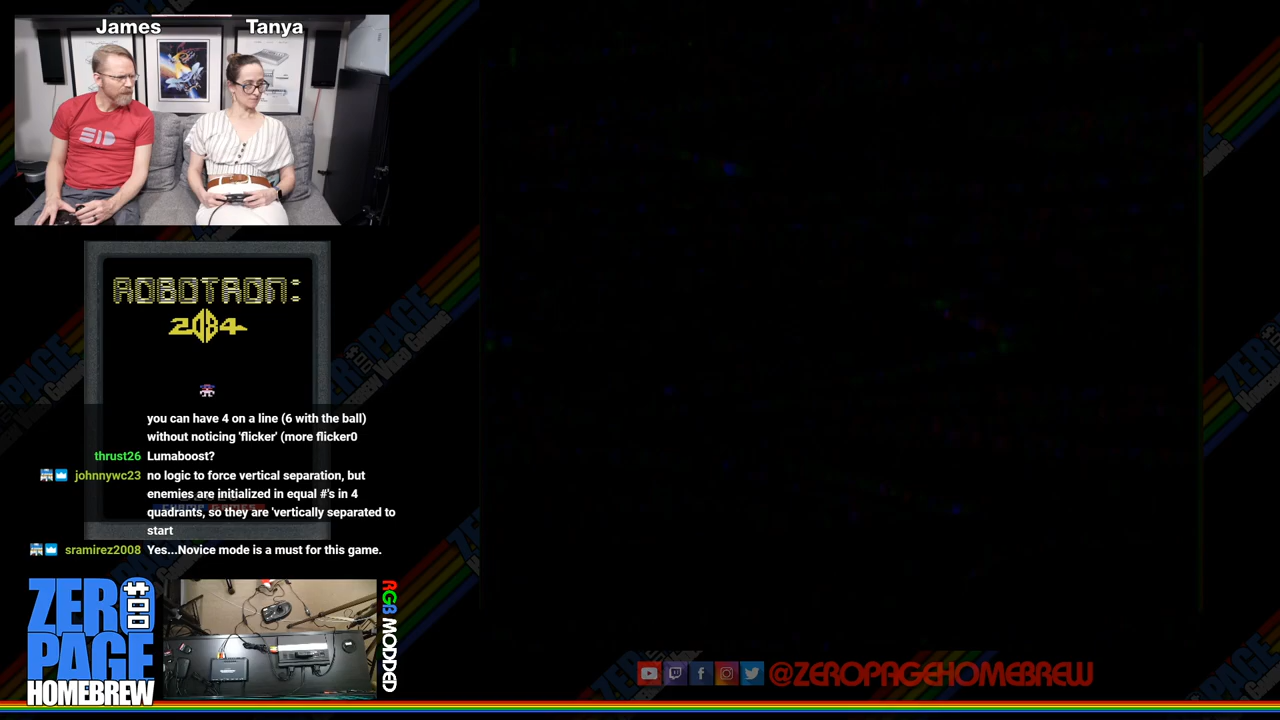 James Tanya
ROBOTRON:
2084
you can have 4 on a line (6 with the ball)
without noticing 'flicker' (more flicker0
thrust26 Lumaboost?
johnnywc23 no logic to force vertical separation, but
enemies are initialized in equal #'s in 4
quadrants, so they are 'vertically separated to
start
sramirez2008 Yes...Novice mode is a must for this game.
ZERO
$00
PAGE
HOMEBREW
RGB MODDED
@ZEROPAGEHOMEBREW